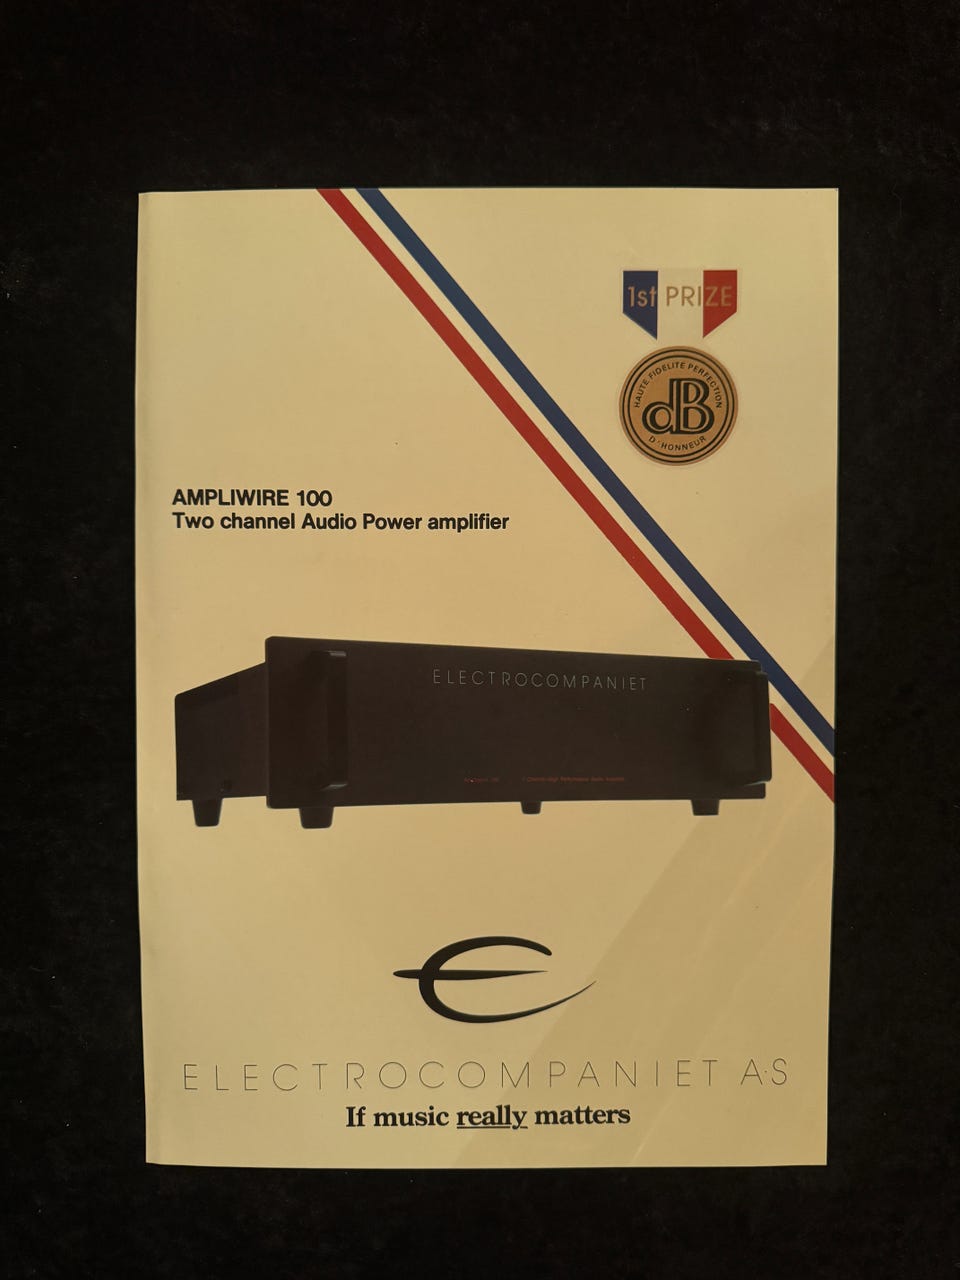 1st PRIZE
HAUTE FIDELITE PERFECTION
dB
D'HONNEUR
AMPLIWIRE 100
Two channel Audio Power amplifier
ELECTROCOMPANIET
ELECTROCOMPANIET A·S
If music really matters